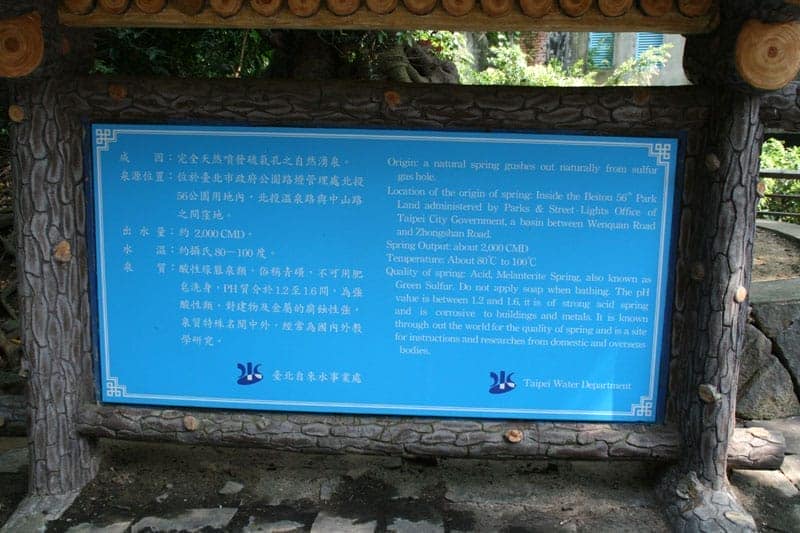 成 因：完全天然噴發硫氣孔之自然湧泉。
泉源位置：位於臺北市政府公園路燈管理處北投
56公園用地內，北投溫泉路與中山路
之間窪地。
出 水 量：約 2,000 CMD。
水 溫：約攝氏 80－100 度。
泉 質：酸性綠礬泉類，俗稱青磺，不可用肥
皂洗身，PH質介於1.2至1.6間，為強
酸性類，對建物及金屬的腐蝕性強，
泉質特殊名聞中外，經常為國內外教
學研究。
臺北自來水事業處
Origin: a natural spring gushes out naturally from sulfur
gas hole.
Location of the origin of spring: Inside the Beitou 56th Park
Land administered by Parks & Street Lights Office of
Taipei City Government, a basin between Wenquan Road
and Zhongshan Road.
Spring Output: about 2,000 CMD
Temperature: About 80℃ to 100℃
Quality of spring: Acid, Melanterite Spring, also known as
Green Sulfur. Do not apply soap when bathing. The pH
value is between 1.2 and 1.6, it is of strong acid spring
and is corrosive to buildings and metals. It is known
through out the world for the quality of spring and is a site
for instructions and researches from domestic and overseas
bodies.
Taipei Water Department